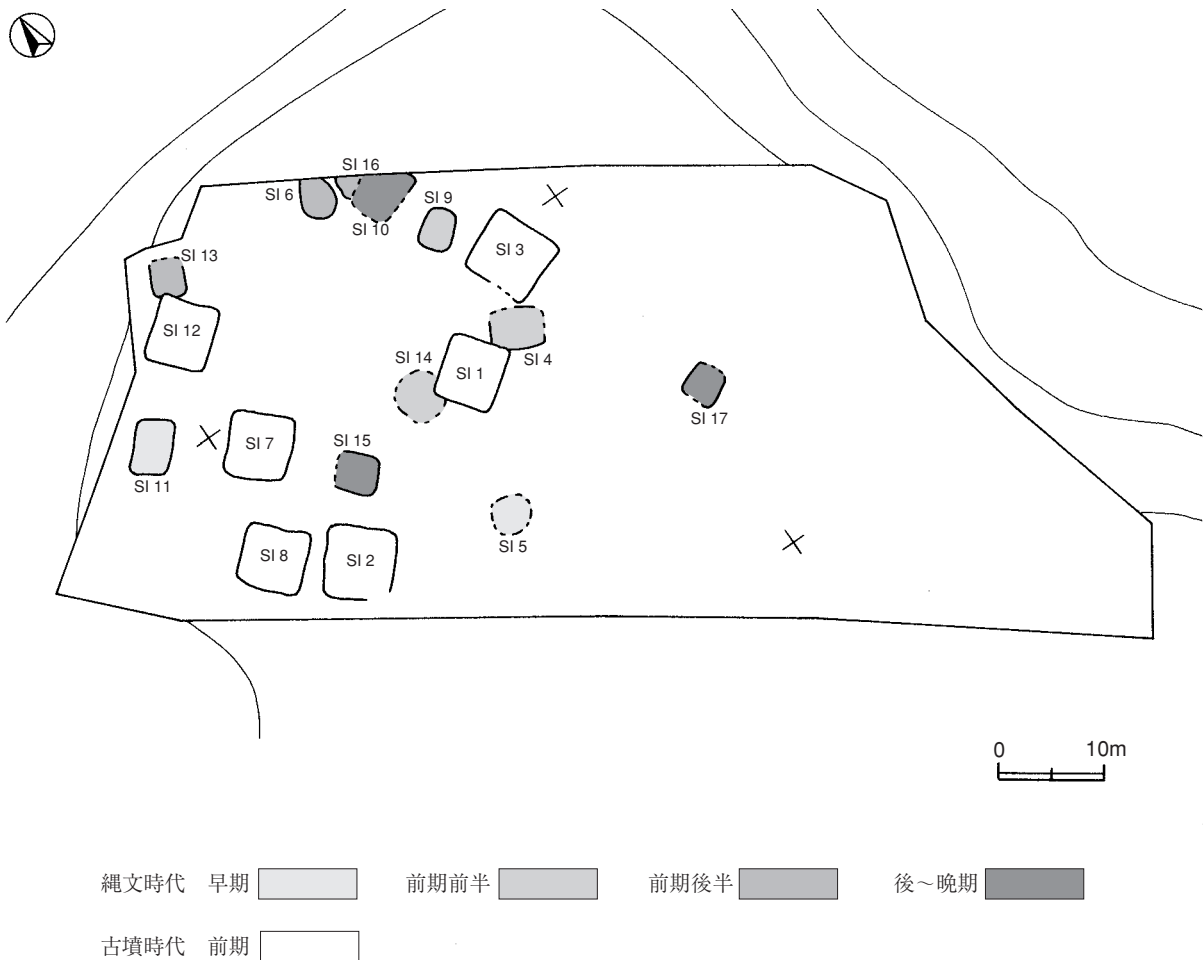 SI 16
SI 6
SI 9
SI 10
SI 3
SI 13
SI 12
SI 4
SI 14
SI 1
SI 17
SI 7
SI 15
SI 11
SI 5
SI 8
SI 2
0 10m
縄文時代 早期 前期前半 前期後半 後～晩期
古墳時代 前期